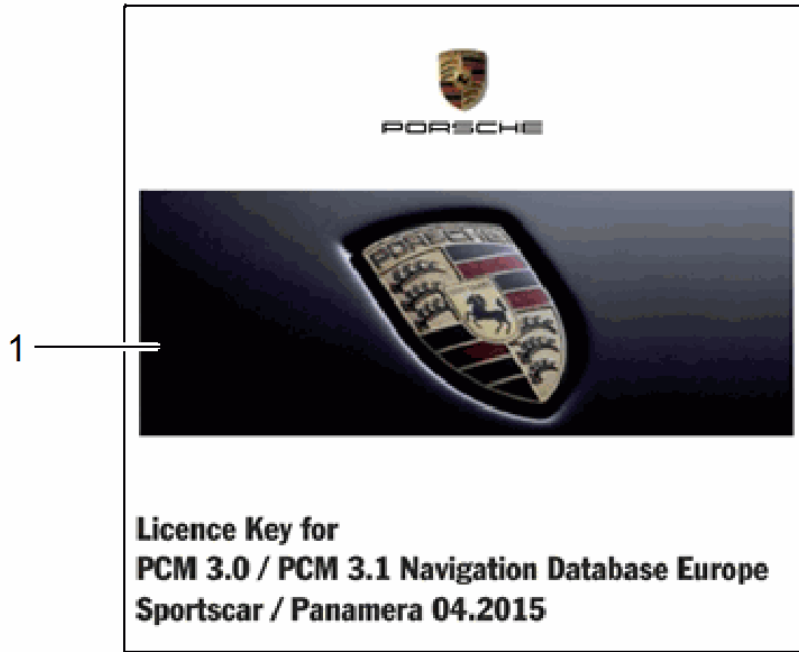 PORSCHE
PORSCHE
1
Licence Key for
PCM 3.0 / PCM 3.1 Navigation Database Europe
Sportscar / Panamera 04.2015